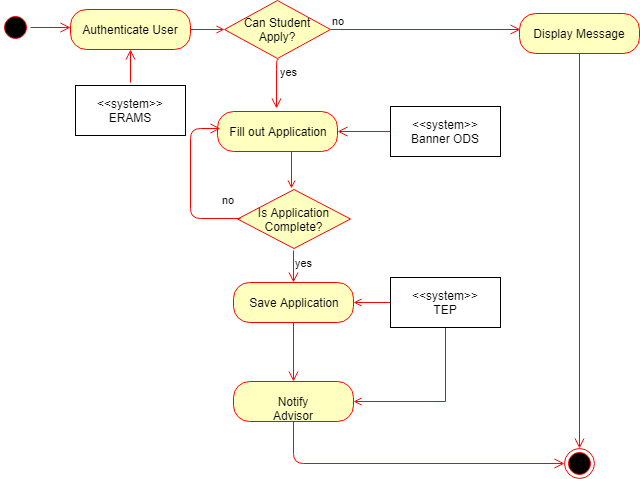 Authenticate User
Can Student
Apply?
no
Display Message
yes
<<system>>
ERAMS
Fill out Application
<<system>>
Banner ODS
no
Is Application
Complete?
yes
Save Application
<<system>>
TEP
Notify
Advisor